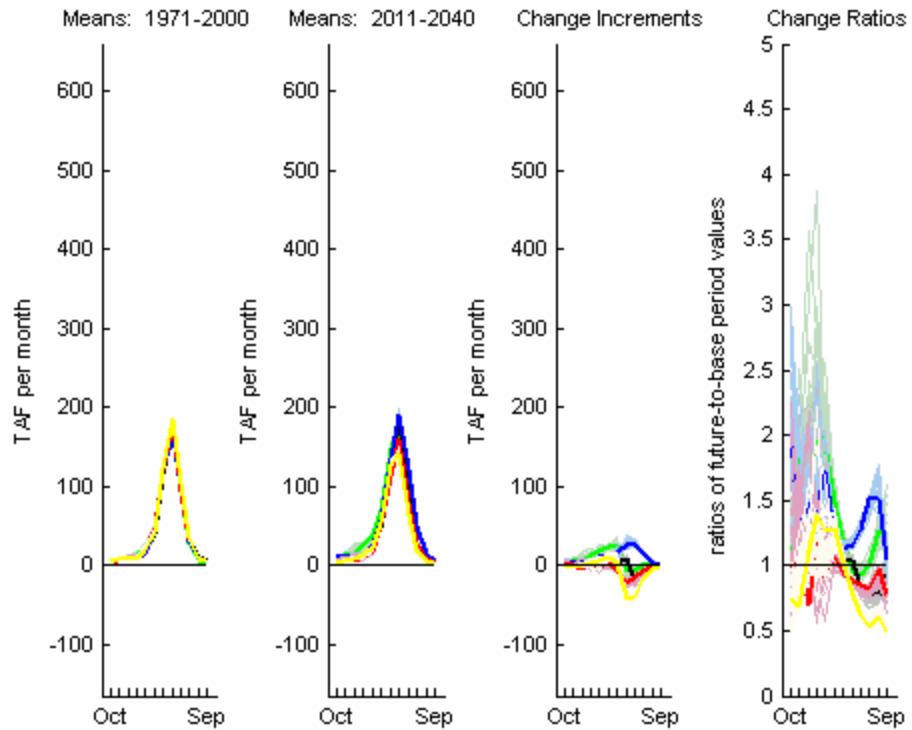 Means: 1971-2000
Means: 2011-2040
Change Increments
Change Ratios
TAF per month
600
500
400
300
200
100
0
-100
Oct
Sep
TAF per month
600
500
400
300
200
100
0
-100
Oct
Sep
TAF per month
600
500
400
300
200
100
0
-100
Oct
Sep
ratios of future-to-base period values
5
4.5
4
3.5
3
2.5
2
1.5
1
0.5
0
Oct
Sep